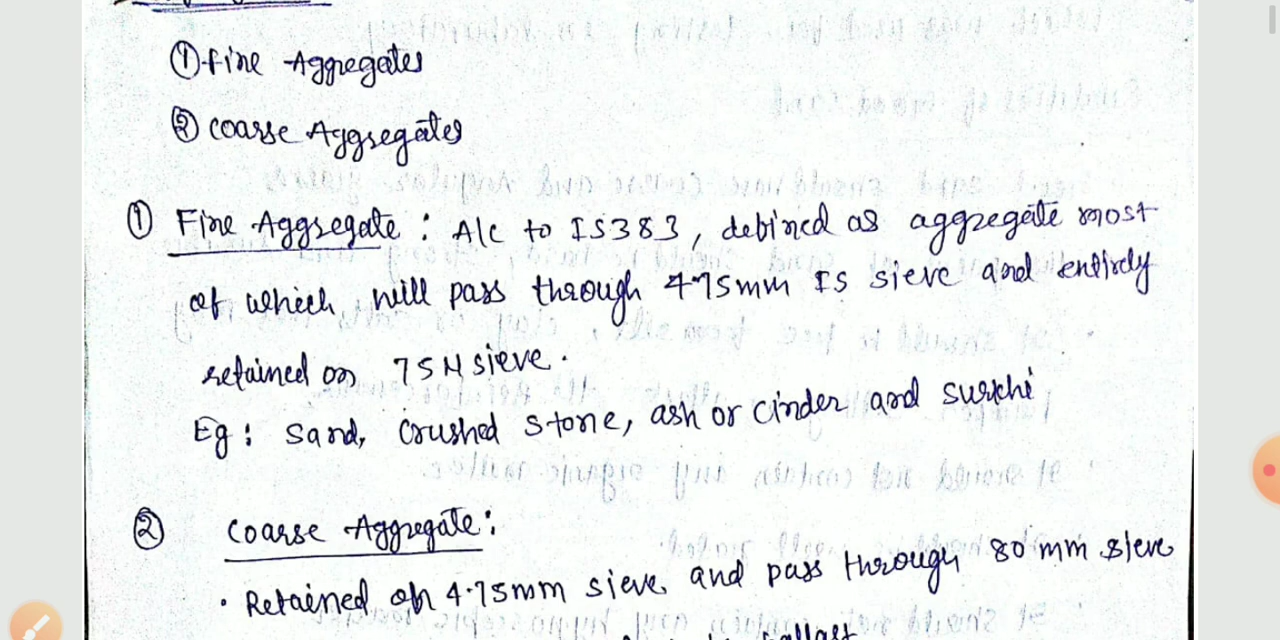 ① Fine Aggregates
② Coarse Aggregates
① Fine Aggregate : A/c to IS383, defined as aggregate most
of which will pass through 4.75mm IS sieve and entirely
retained on 75 μ sieve.
Eg : Sand, crushed stone, ash or cinder and surkhi
② Coarse Aggregate :
• Retained on 4.75mm sieve and pass through 80 mm sieve
Ballast